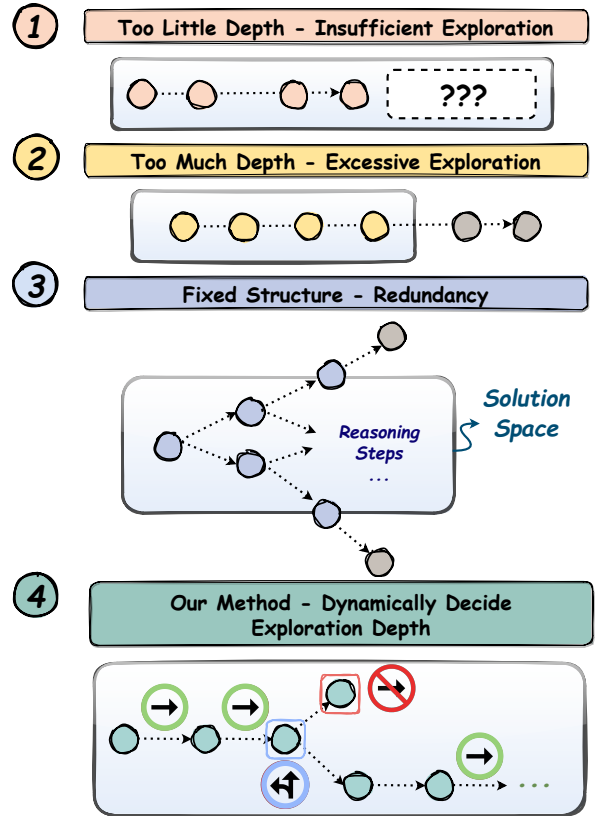 1
Too Little Depth - Insufficient Exploration
???
2
Too Much Depth - Excessive Exploration
3
Fixed Structure - Redundancy
Reasoning
Steps
...
Solution
Space
4
Our Method - Dynamically Decide
Exploration Depth
...